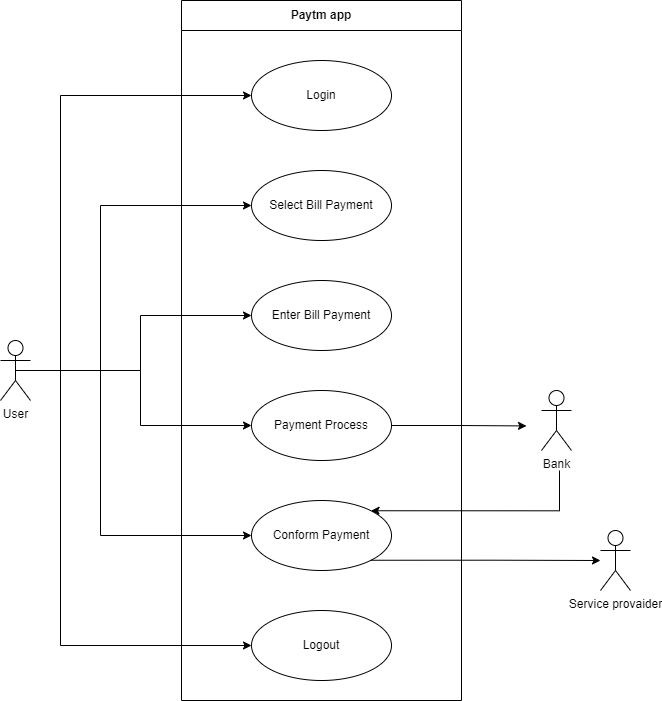 Paytm app
Login
Select Bill Payment
Enter Bill Payment
User
Payment Process
Bank
Conform Payment
Service provaider
Logout